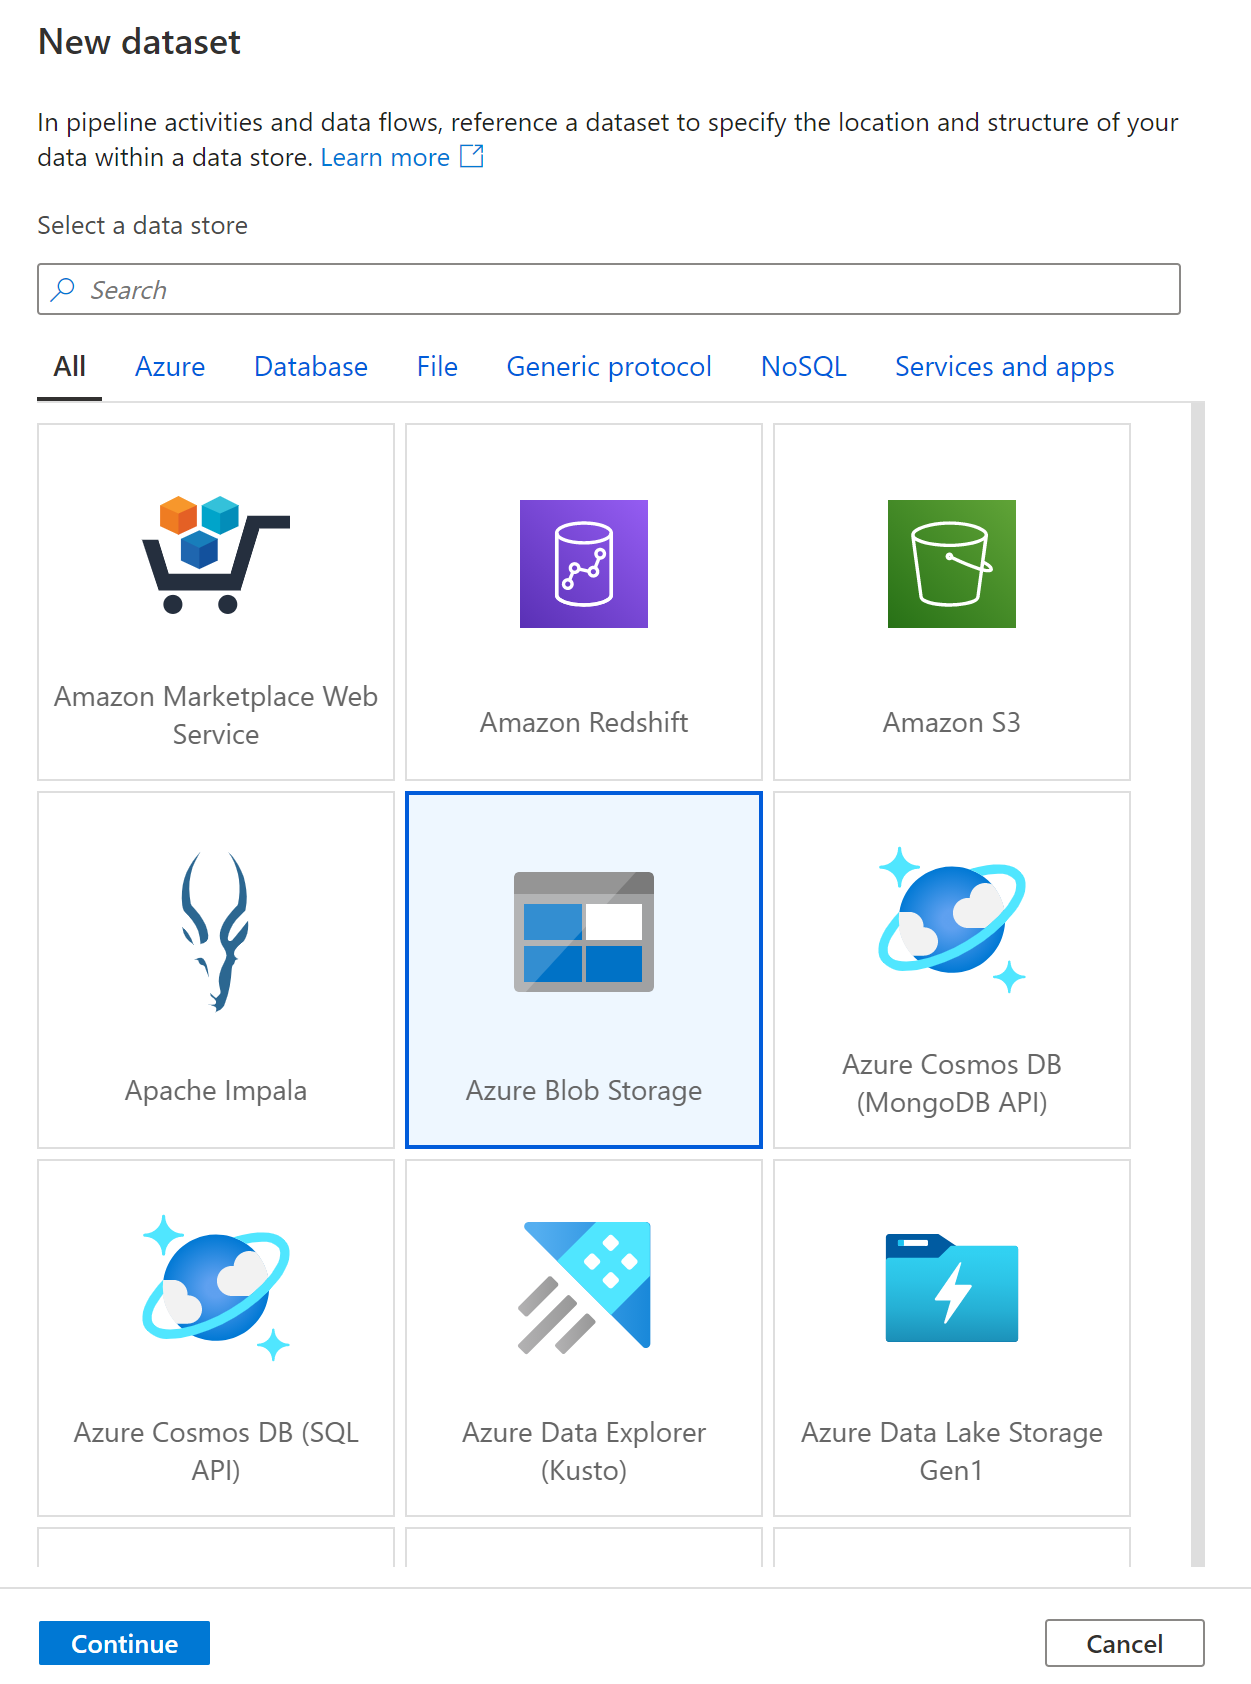 New dataset
In pipeline activities and data flows, reference a dataset to specify the location and structure of your
data within a data store. Learn more
Select a data store
Search
All Azure Database File Generic protocol NoSQL Services and apps
Amazon Marketplace Web
Service
Amazon Redshift
Amazon S3
Apache Impala
Azure Blob Storage
Azure Cosmos DB
(MongoDB API)
Azure Cosmos DB (SQL
API)
Azure Data Explorer
(Kusto)
Azure Data Lake Storage
Gen1
Continue
Cancel